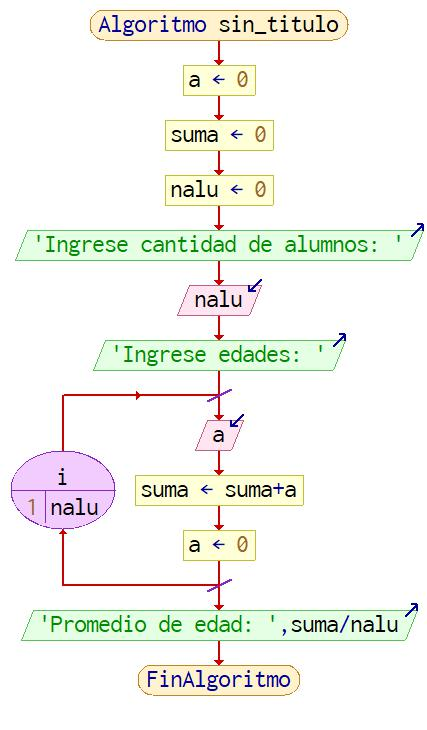 Algoritmo sin_titulo
a ← 0
suma ← 0
nalu ← 0
'Ingrese cantidad de alumnos: '
nalu
'Ingrese edades: '
a
i
1 nalu
suma ← suma+a
a ← 0
'Promedio de edad: ',suma/nalu
FinAlgoritmo